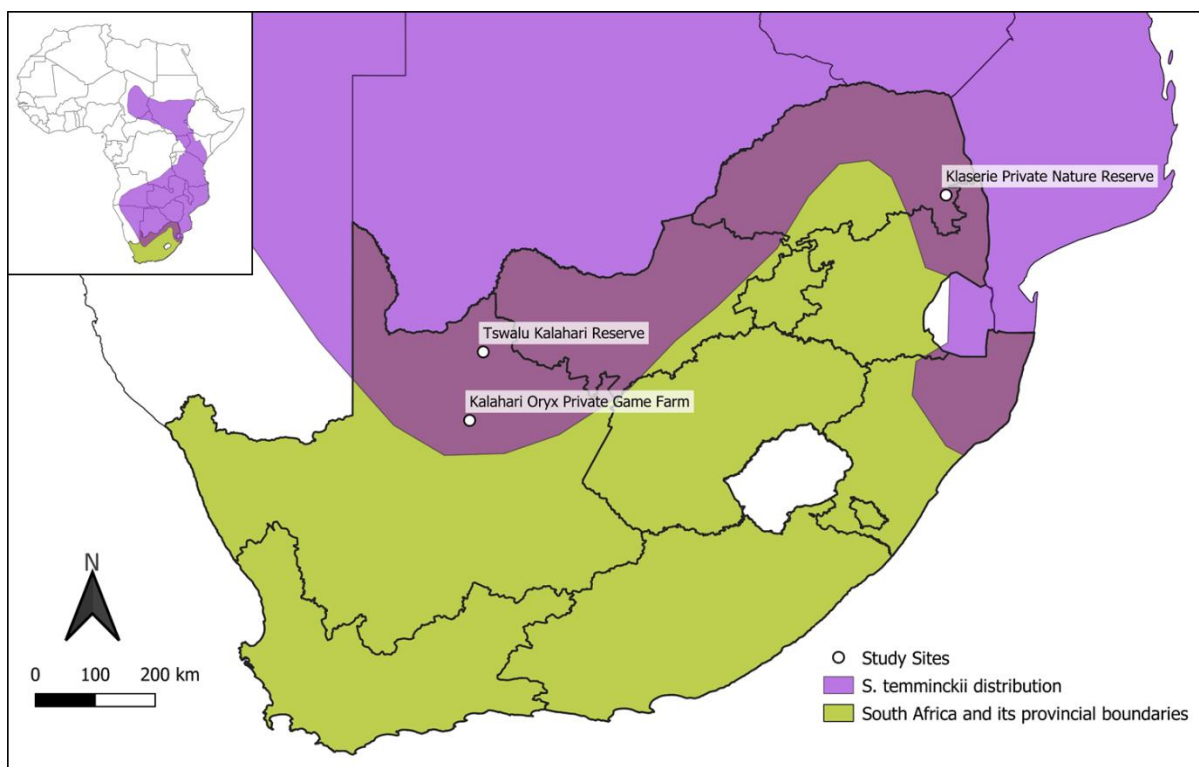 Klaserie Private Nature Reserve
Tswalu Kalahari Reserve
Kalahari Oryx Private Game Farm
N
0 100 200 km
Study Sites
S. temminckii distribution
South Africa and its provincial boundaries